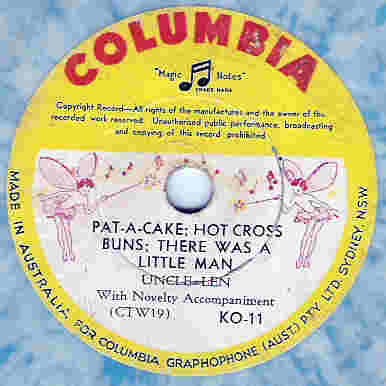 COLUMBIA
"Magic Notes"
TRADE MARK
Copyright Record—All rights of the manufacturers and the owner of the
recorded work reserved. Unauthorised public performance, broadcasting
and copying of this record prohibited.
PAT-A-CAKE; HOT CROSS
BUNS; THERE WAS A
LITTLE MAN
UNCLE LEN
With Novelty Accompaniment
(CTW19) KO-11
MADE IN AUSTRALIA. FOR COLUMBIA GRAPHOPHONE (AUST.) PTY. LTD. SYDNEY, N.S.W.